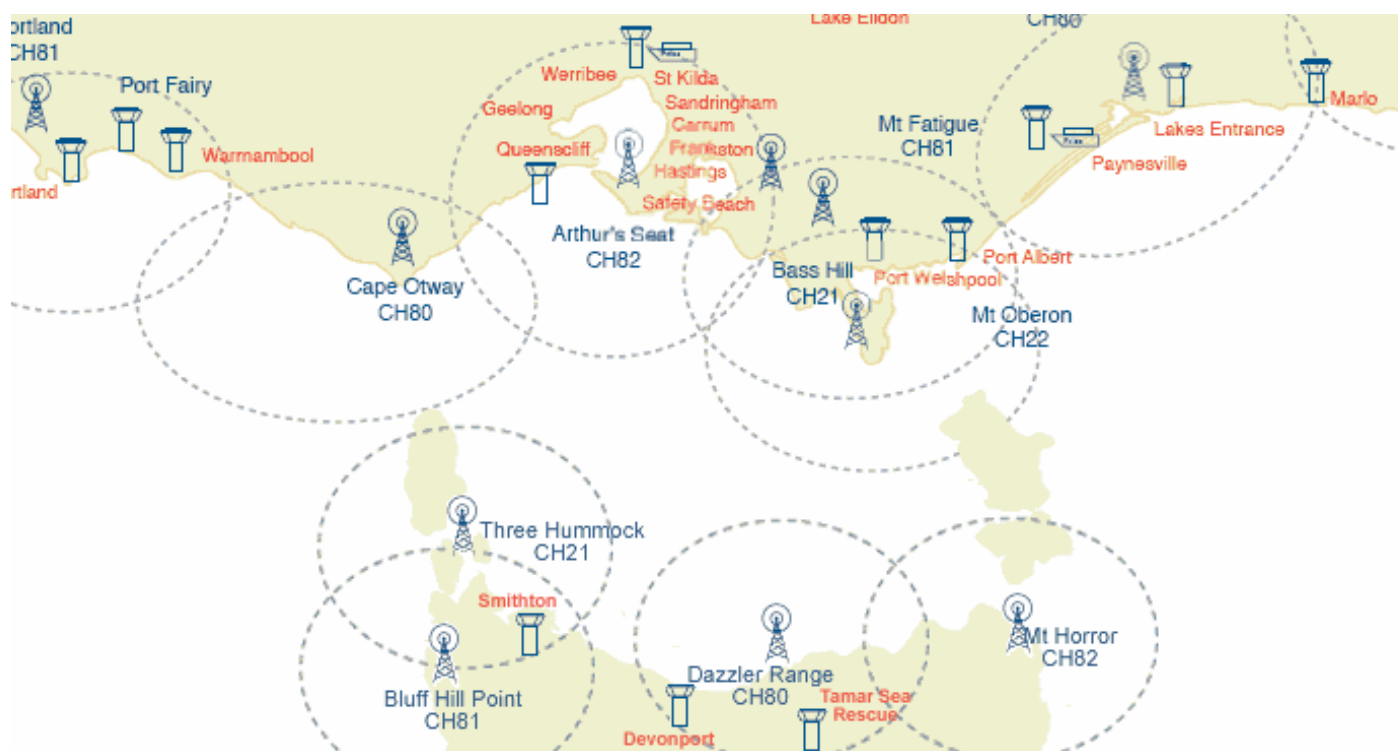 Lake Eildon
CH80
ortland
CH81
Port Fairy
Werribee
St Kilda
Geelong
Sandringham
Carrum
Queenscliff
Frankston
Hastings
Safety Beach
Warrnambool
rtland
Mt Fatigue
CH81
Lakes Entrance
Marlo
Paynesville
Arthur's Seat
CH82
Cape Otway
CH80
Bass Hill
CH21
Port Welshpool
Port Albert
Mt Oberon
CH22
Three Hummock
CH21
Smithton
Bluff Hill Point
CH81
Dazzler Range
CH80
Mt Horror
CH82
Tamar Sea
Rescue
Devonport